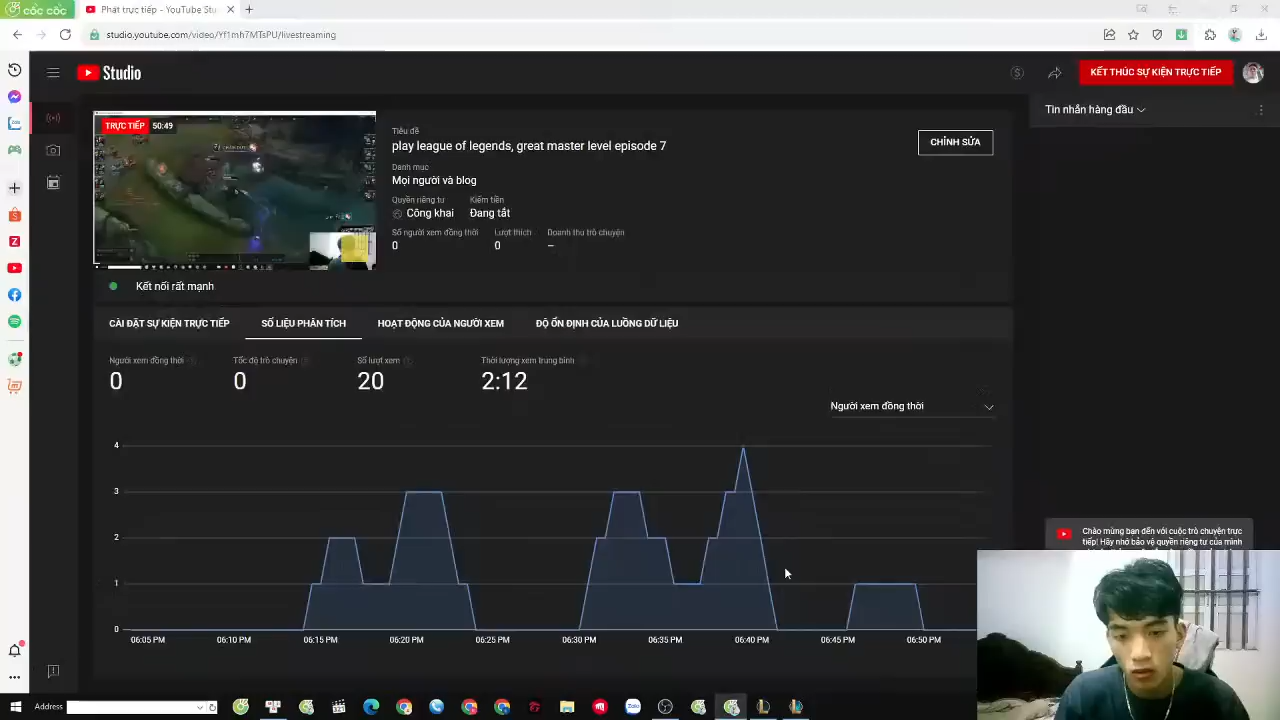 cốc cốc
Phát trực tiếp - YouTube Stu
studio.youtube.com/video/Yf1mh7MTsPU/livestreaming
Studio
KẾT THÚC SỰ KIỆN TRỰC TIẾP
Tin nhắn hàng đầu
TRỰC TIẾP 50:49
Tiêu đề
play league of legends, great master level episode 7
CHỈNH SỬA
Danh mục
Mọi người và blog
Quyền riêng tư Kiếm tiền
Công khai Đang tắt
Số người xem đồng thời Lượt thích Doanh thu trò chuyện
0 0 –
Kết nối rất mạnh
CÀI ĐẶT SỰ KIỆN TRỰC TIẾP SỐ LIỆU PHÂN TÍCH HOẠT ĐỘNG CỦA NGƯỜI XEM ĐỘ ỔN ĐỊNH CỦA LUỒNG DỮ LIỆU
Người xem đồng thời Tốc độ trò chuyện Số lượt xem Thời lượng xem trung bình
0 0 20 2:12
Người xem đồng thời
4
3
2
1
0
06:05 PM 06:10 PM 06:15 PM 06:20 PM 06:25 PM 06:30 PM 06:35 PM 06:40 PM 06:45 PM 06:50 PM
Chào mừng bạn đến với cuộc trò chuyện trực
tiếp! Hãy nhớ bảo vệ quyền riêng tư của mình
Address